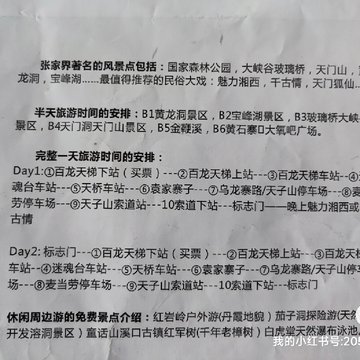 张家界著名的风景点包括：国家森林公园，大峡谷玻璃桥，天门山，
龙洞，宝峰湖……最值得推荐的民俗大戏：魅力湘西，千古情，天门狐仙……
半天旅游时间的安排：B1黄龙洞景区，B2宝峰湖景区，B3玻璃桥大峡
景区，B4天门洞天门山景区，B5金鞭溪，B6黄石寨□大氧吧广场。
完整一天旅游时间的安排：
Day1:①百龙天梯下站（买票）---②百龙天梯上站---③百龙天梯车站---④迷
魂台车站---⑤天桥车站---⑥袁家寨子---⑦乌龙寨路/天子山停车场---⑧麦
劳停车场---⑨天子山索道站---10索道下站---标志门——晚上魅力湘西或
古情
Day2: 标志门---①百龙天梯下站（买票）---②百龙天梯上站---③百龙天梯
车站---④迷魂台车站---⑤天桥车站---⑥袁家寨子---⑦乌龙寨路/天子山停
---⑧麦当劳停车场---⑨天子山索道站---10索道下站---标志门
休闲周边游的免费景点介绍：红岩岭户外游(丹霞地貌) 茄子洞探险游(天然
开发溶洞景区) 童话山溪口古镇红军树(千年老樟树) 白虎堂天然瀑布泳池
我的小红书号:20